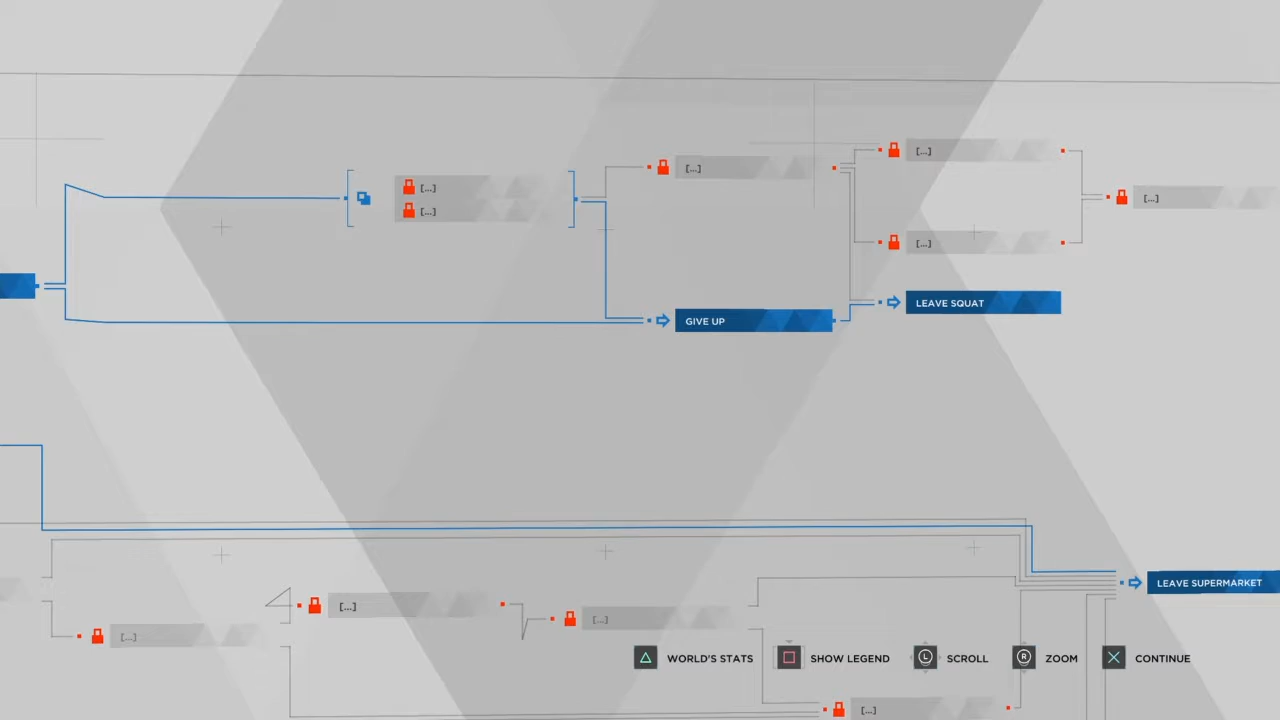 [...]
[...]
[...]
[...]
[...]
[...]
LEAVE SQUAT
GIVE UP
LEAVE SUPERMARKET
[...]
[...]
[...]
WORLD'S STATS
SHOW LEGEND
L
SCROLL
R
ZOOM
CONTINUE
[...]